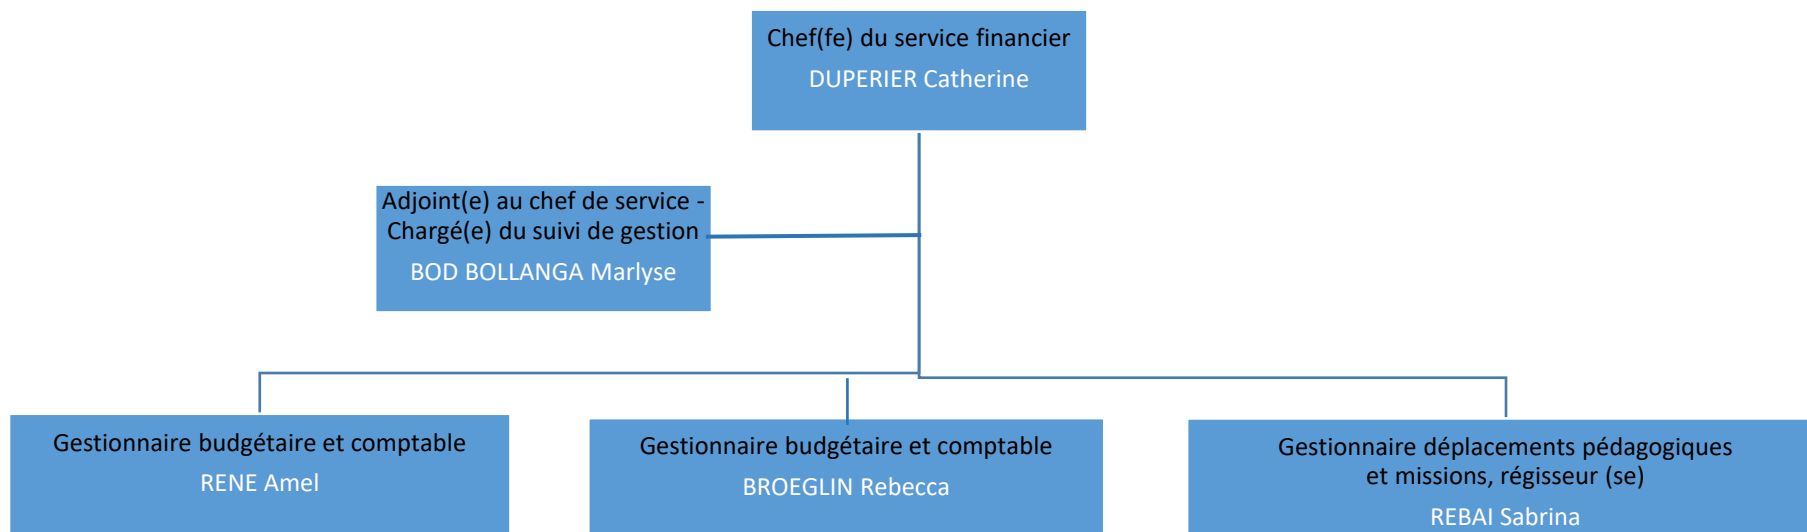 Chef(fe) du service financier
DUPERIER Catherine
Adjoint(e) au chef de service -
Chargé(e) du suivi de gestion
BOD BOLLANGA Marlyse
Gestionnaire budgétaire et comptable
RENE Amel
Gestionnaire budgétaire et comptable
BROEGLIN Rebecca
Gestionnaire déplacements pédagogiques
et missions, régisseur (se)
REBAI Sabrina